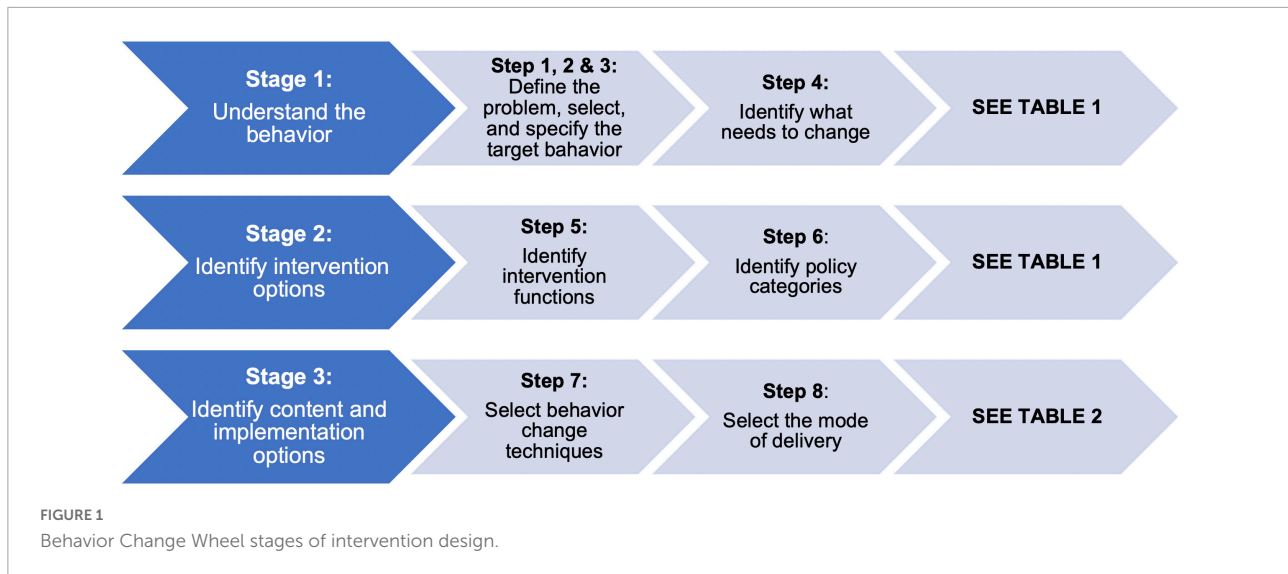 Stage 1:
Understand the
behavior
Step 1, 2 & 3:
Define the
problem, select,
and specify the
target bahavior
Step 4:
Identify what
needs to change
SEE TABLE 1
Stage 2:
Identify intervention
options
Step 5:
Identify
intervention
functions
Step 6:
Identify policy
categories
SEE TABLE 1
Stage 3:
Identify content and
implementation
options
Step 7:
Select behavior
change
techniques
Step 8:
Select the mode
of delivery
SEE TABLE 2
FIGURE 1
Behavior Change Wheel stages of intervention design.